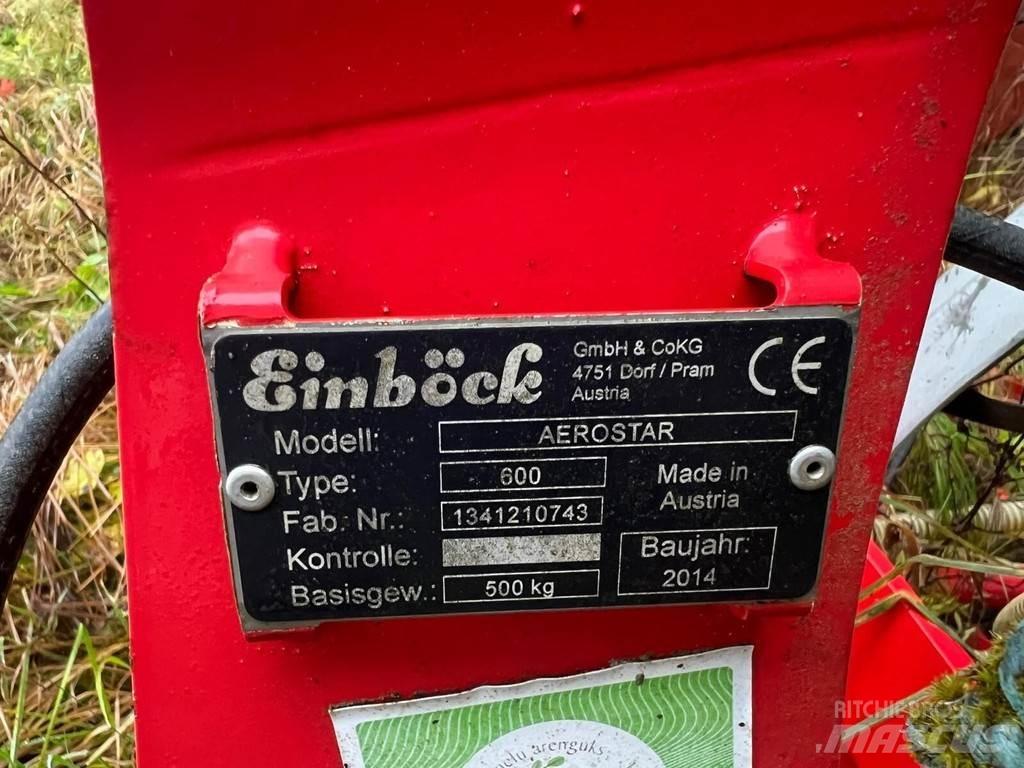 Einböck
GmbH & CoKG
4751 Dorf / Pram
Austria
CE
Modell: AEROSTAR
Type: 600
Made in
Austria
Fab. Nr.: 1341210743
Kontrolle:
Baujahr:
2014
Basisgew.: 500 kg
arenguks
RITCHIE BROS
MASCUS